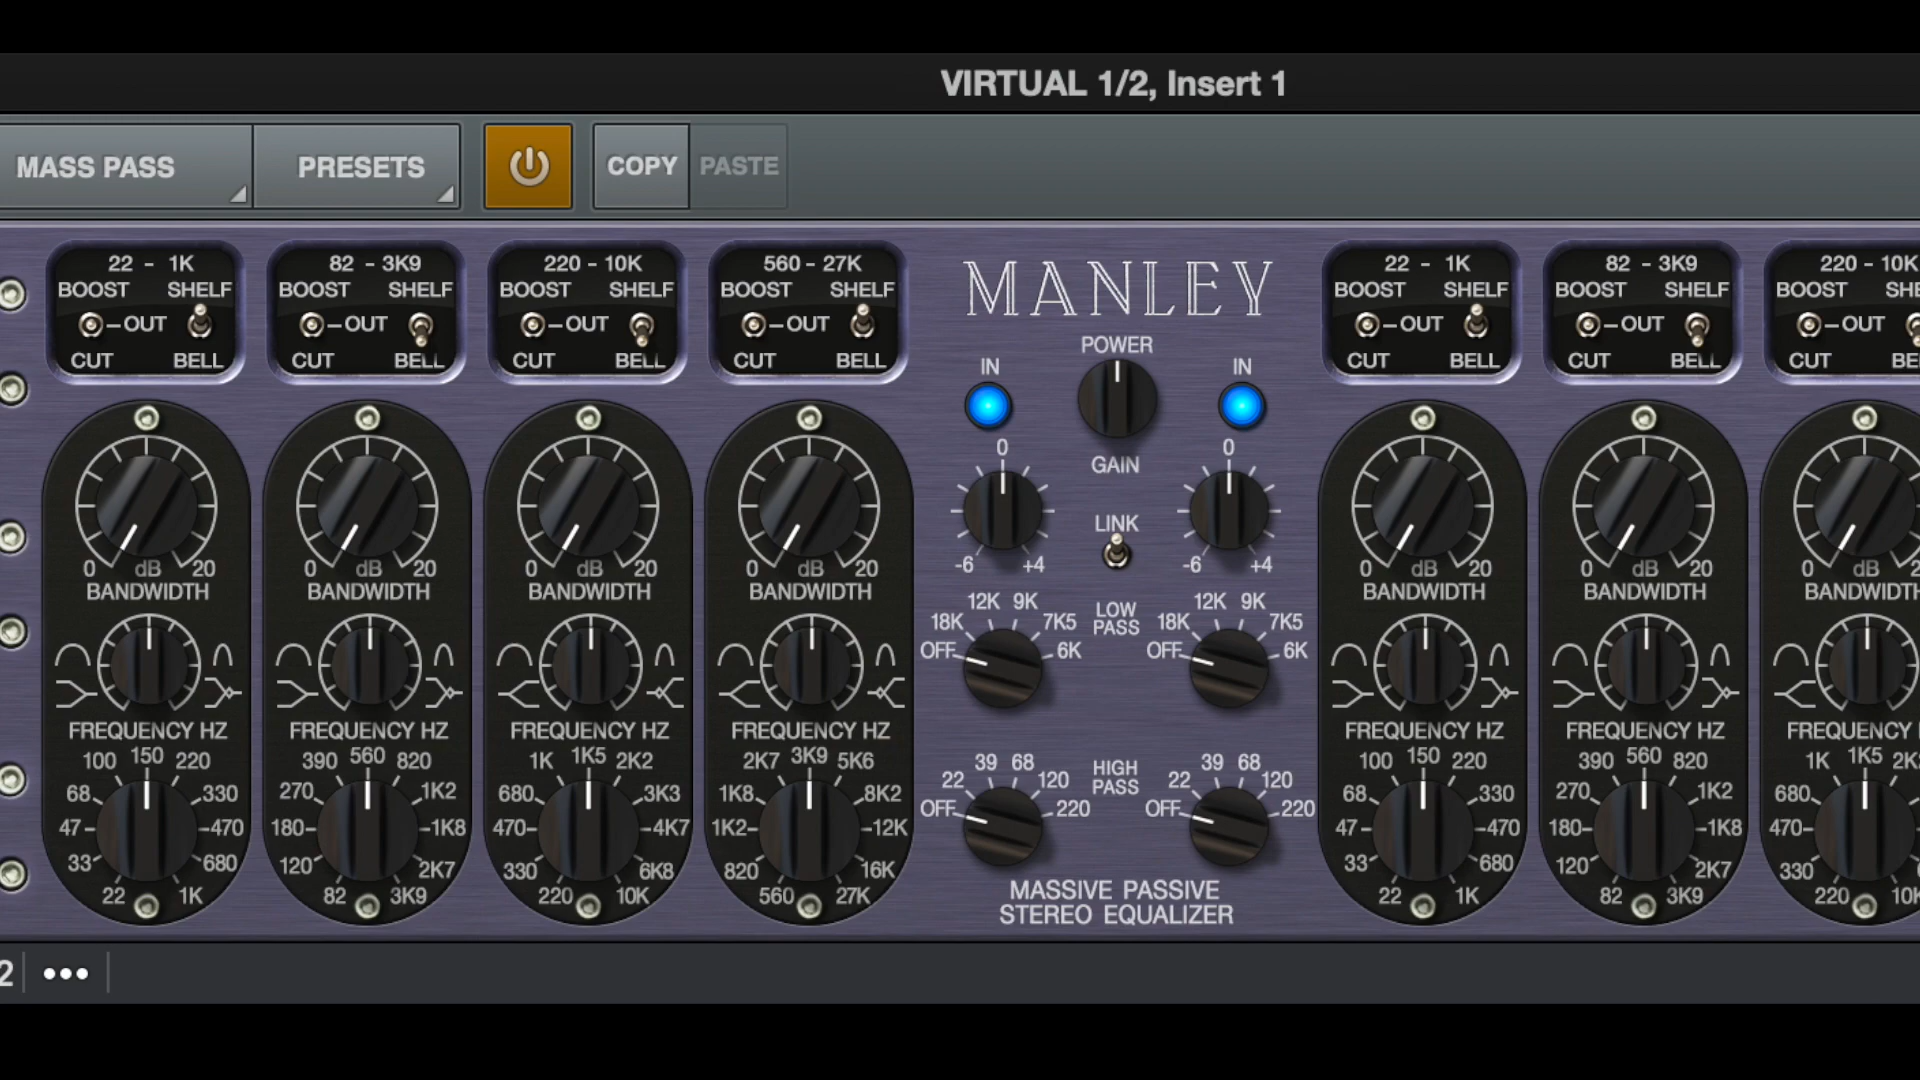 VIRTUAL 1/2, Insert 1
MASS PASS PRESETS COPY PASTE
22 - 1K
BOOST SHELF
OUT
CUT BELL
0 dB 20
BANDWIDTH
FREQUENCY HZ
100 150 220
68 330
47 470
33 680
22 1K
82 - 3K9
BOOST SHELF
OUT
CUT BELL
0 dB 20
BANDWIDTH
FREQUENCY HZ
390 560 820
270 1K2
180 1K8
120 2K7
82 3K9
220 - 10K
BOOST SHELF
OUT
CUT BELL
0 dB 20
BANDWIDTH
FREQUENCY HZ
1K 1K5 2K2
680 3K3
470 4K7
330 6K8
220 10K
560 - 27K
BOOST SHELF
OUT
CUT BELL
0 dB 20
BANDWIDTH
FREQUENCY HZ
2K7 3K9 5K6
1K8 8K2
1K2 12K
820 16K
560 27K
MANLEY
POWER
IN IN
0 GAIN 0
LINK
-6 +4 -6 +4
12K 9K LOW PASS 12K 9K
18K 7K5 18K 7K5
OFF 6K OFF 6K
39 68 HIGH PASS 39 68
22 120 22 120
OFF 220 OFF 220
MASSIVE PASSIVE
STEREO EQUALIZER
22 - 1K
BOOST SHELF
OUT
CUT BELL
0 dB 20
BANDWIDTH
FREQUENCY HZ
100 150 220
68 330
47 470
33 680
22 1K
82 - 3K9
BOOST SHELF
OUT
CUT BELL
0 dB 20
BANDWIDTH
FREQUENCY HZ
390 560 820
270 1K2
180 1K8
120 2K7
82 3K9
220 - 10K
BOOST SHE
OUT
CUT BE
0 dB 2
BANDWIDTH
FREQUENCY
1K 1K5 2K
680
470
330
220 10K
2 •••